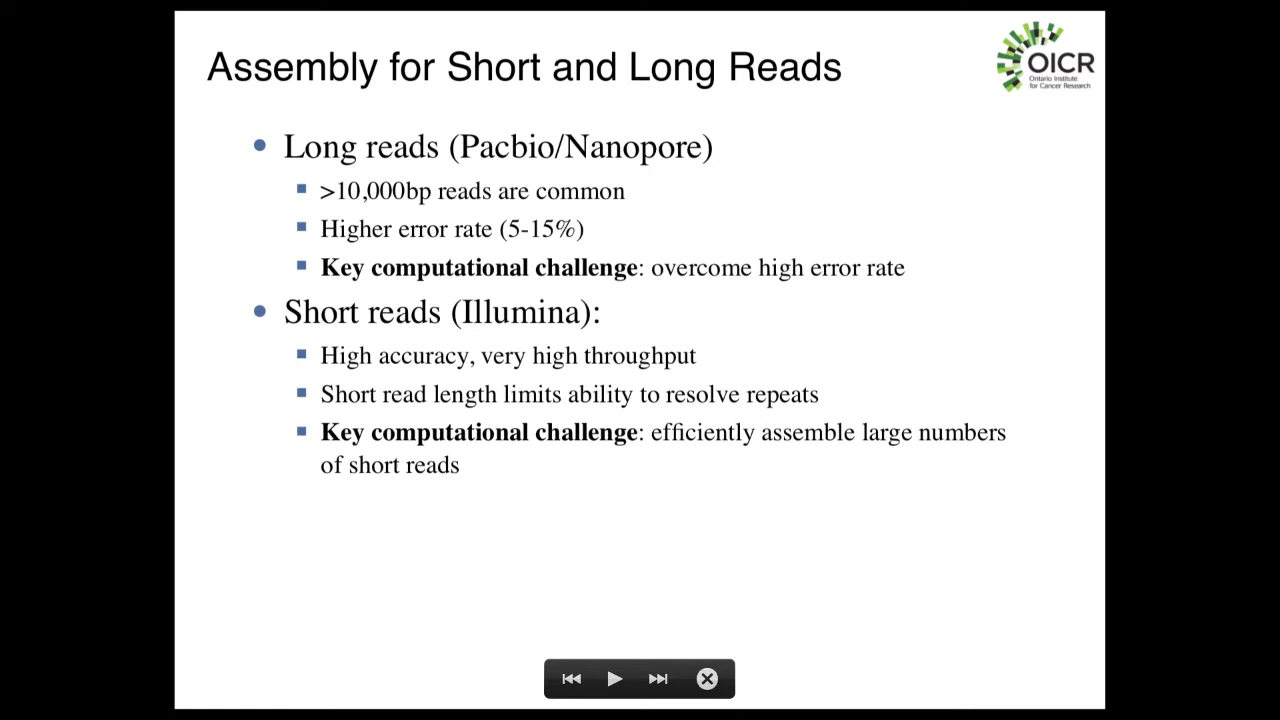 Assembly for Short and Long Reads
OICR
Ontario Institute
for Cancer Research
• Long reads (Pacbio/Nanopore)
▪ >10,000bp reads are common
▪ Higher error rate (5-15%)
▪ Key computational challenge: overcome high error rate
• Short reads (Illumina):
▪ High accuracy, very high throughput
▪ Short read length limits ability to resolve repeats
▪ Key computational challenge: efficiently assemble large numbers
of short reads